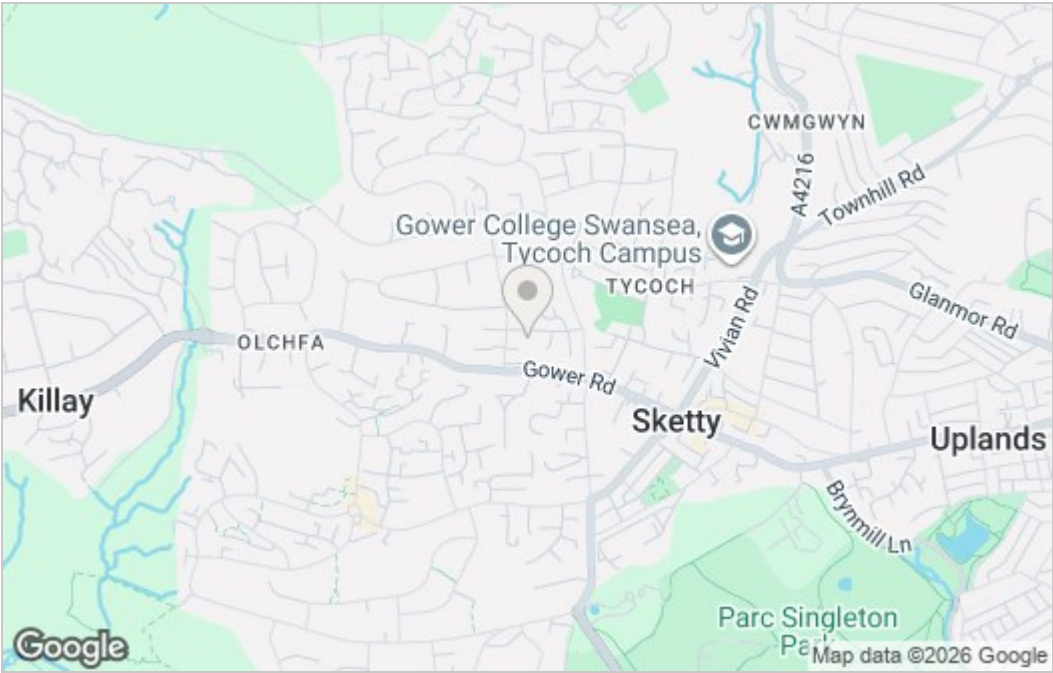 CWMGWYN
A4216
Townhill Rd
Gower College Swansea,
Tycoch Campus
TYCOCH
Glanmor Rd
Vivian Rd
OLCHFA
Gower Rd
Killay
Sketty
Uplands
Brynmill Ln
Parc Singleton
Park
Google
Map data ©2026 Google